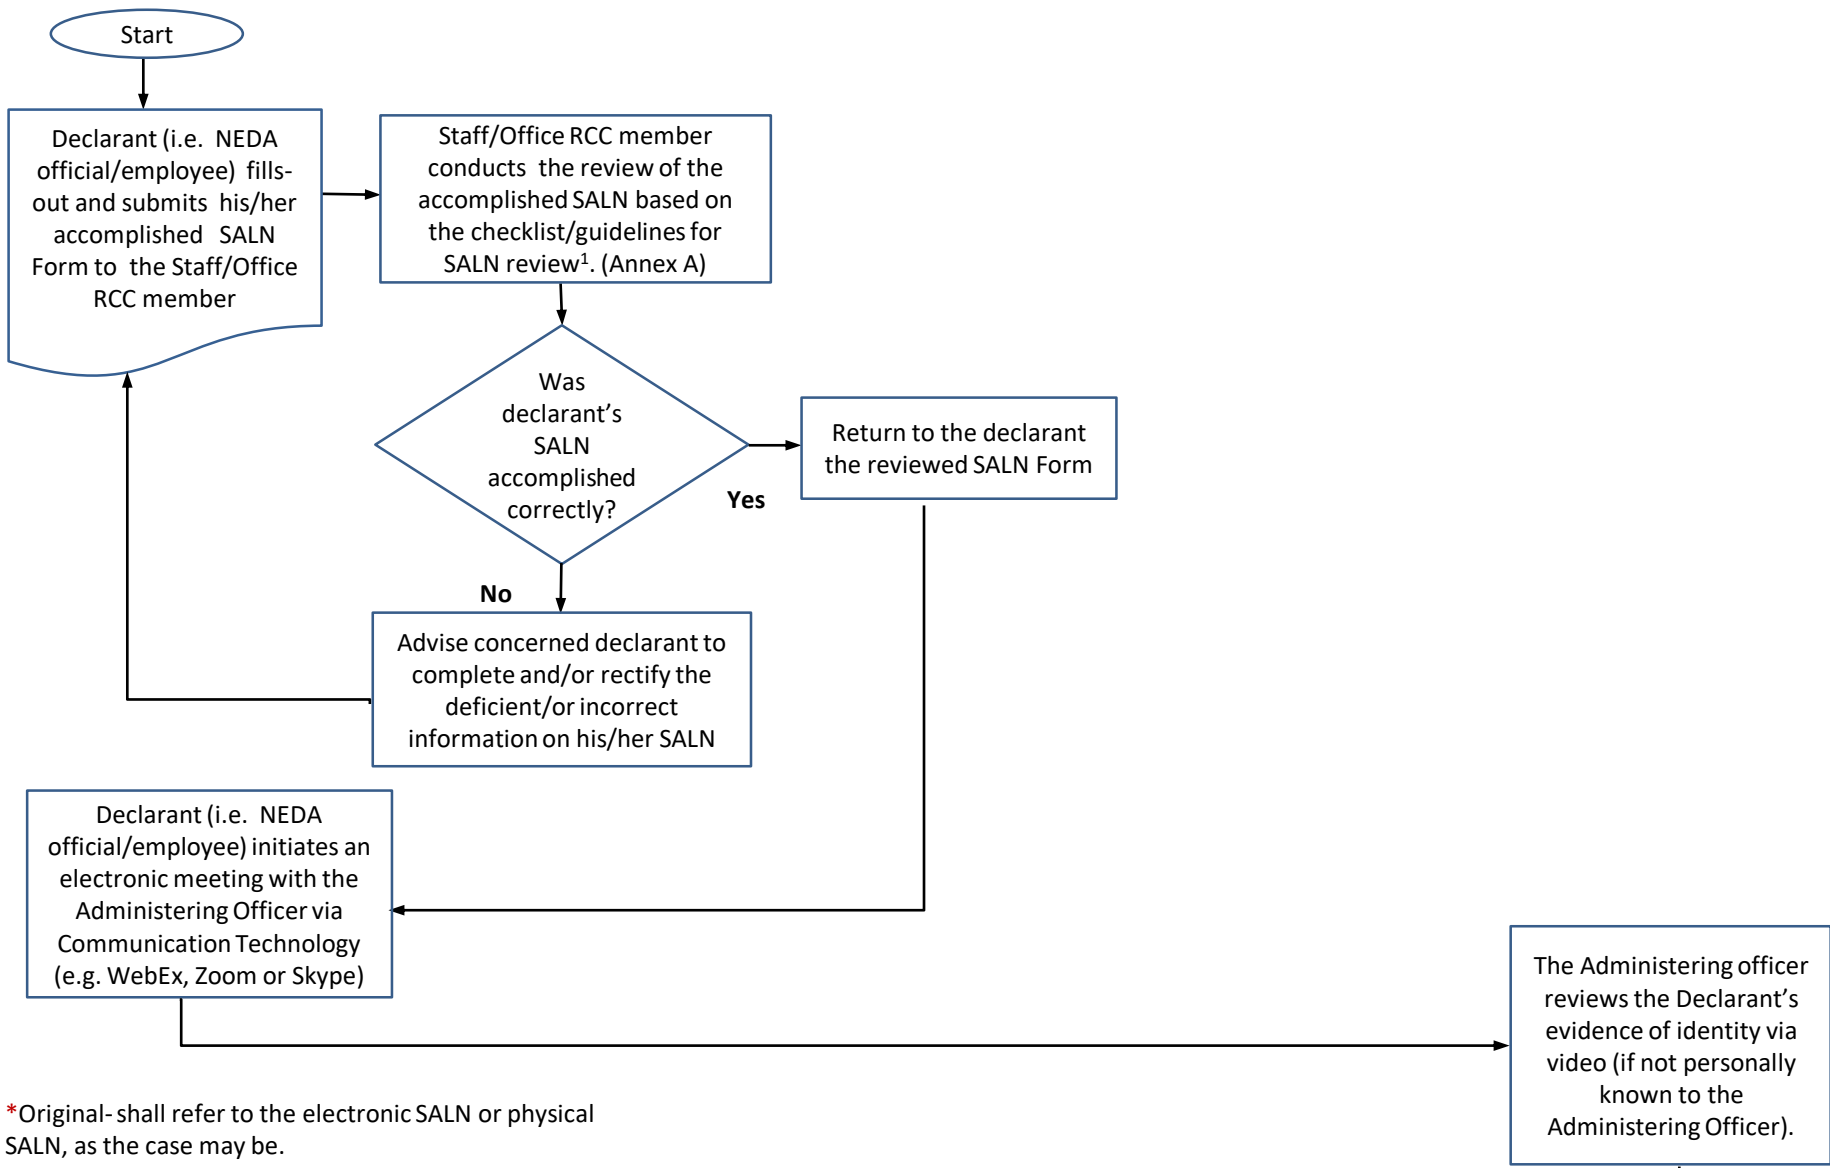 Start
Declarant (i.e. NEDA
official/employee) fills-
out and submits his/her
accomplished SALN
Form to the Staff/Office
RCC member
Staff/Office RCC member
conducts the review of the
accomplished SALN based on
the checklist/guidelines for
SALN review¹. (Annex A)
Was
declarant’s
SALN
accomplished
correctly?
Yes
Return to the declarant
the reviewed SALN Form
No
Advise concerned declarant to
complete and/or rectify the
deficient/or incorrect
information on his/her SALN
Declarant (i.e. NEDA
official/employee) initiates an
electronic meeting with the
Administering Officer via
Communication Technology
(e.g. WebEx, Zoom or Skype)
The Administering officer
reviews the Declarant’s
evidence of identity via
video (if not personally
known to the
Administering Officer).
*Original- shall refer to the electronic SALN or physical
SALN, as the case may be.